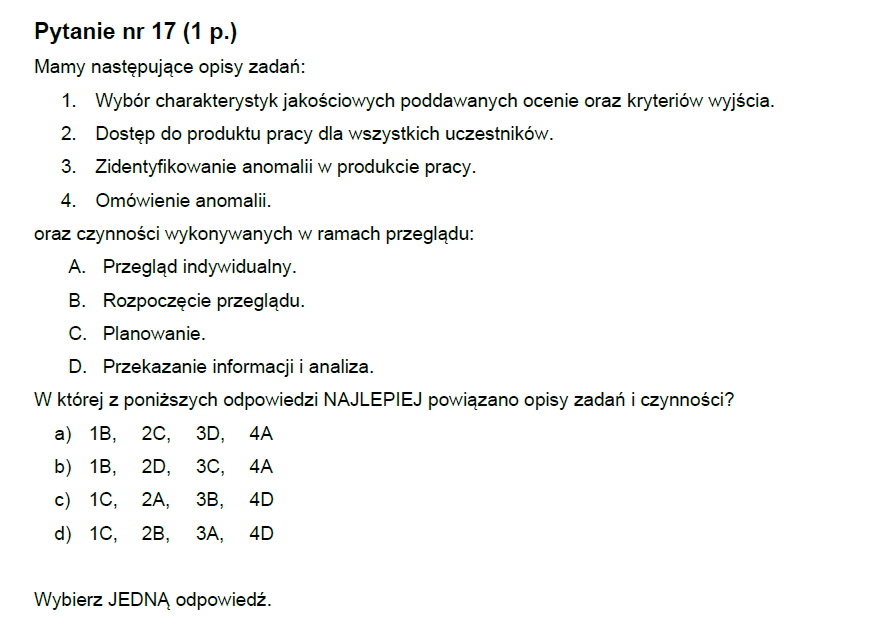 Pytanie nr 17 (1 p.)
Mamy następujące opisy zadań:
1. Wybór charakterystyk jakościowych poddawanych ocenie oraz kryteriów wyjścia.
2. Dostęp do produktu pracy dla wszystkich uczestników.
3. Zidentyfikowanie anomalii w produkcie pracy.
4. Omówienie anomalii.
oraz czynności wykonywanych w ramach przeglądu:
A. Przegląd indywidualny.
B. Rozpoczęcie przeglądu.
C. Planowanie.
D. Przekazanie informacji i analiza.
W której z poniższych odpowiedzi NAJLEPIEJ powiązano opisy zadań i czynności?
a) 1B, 2C, 3D, 4A
b) 1B, 2D, 3C, 4A
c) 1C, 2A, 3B, 4D
d) 1C, 2B, 3A, 4D
Wybierz JEDNĄ odpowiedź.